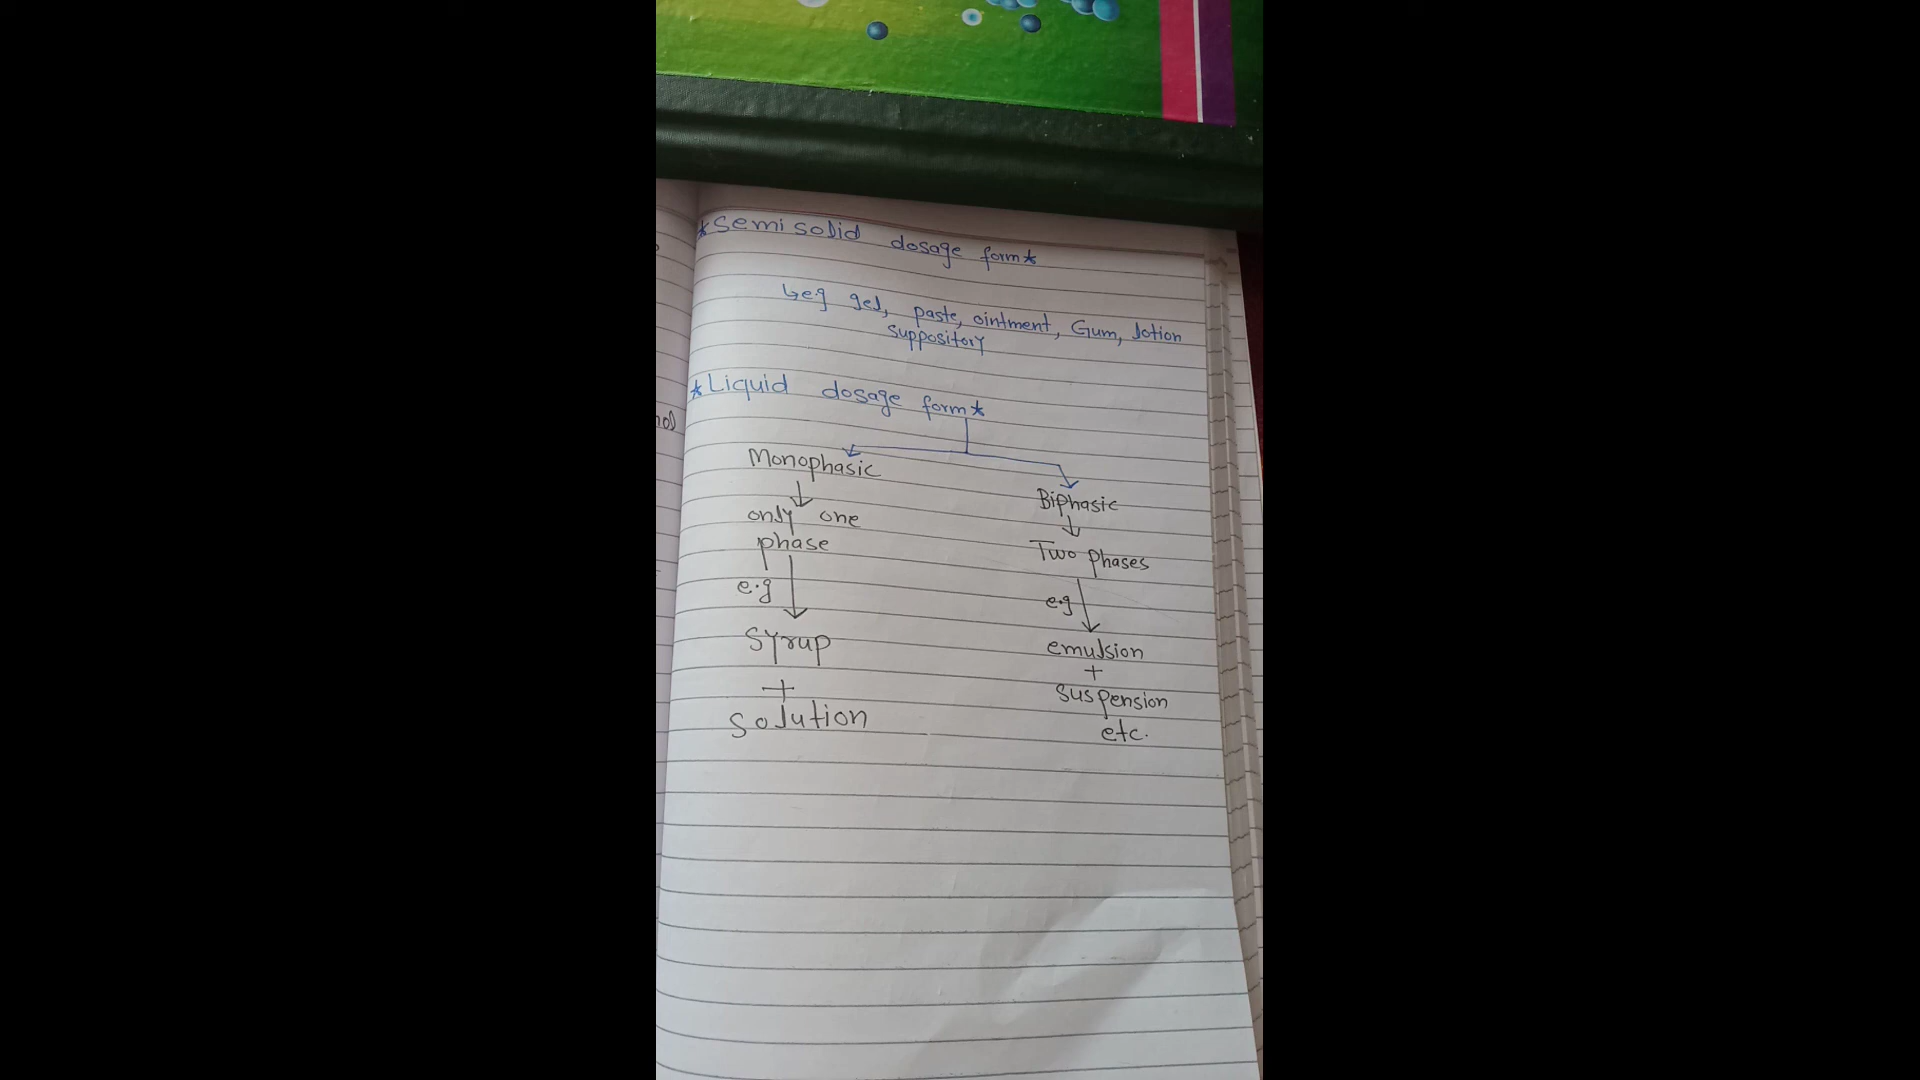 *Semi solid dosage form*
↳ e.g gel, paste, ointment, Gum, lotion
suppository
*Liquid dosage form*
Monophasic
Biphasic
only one
phase
Two phases
e.g
e.g
Syrup
emulsion
+
+
suspension
Solution
etc.